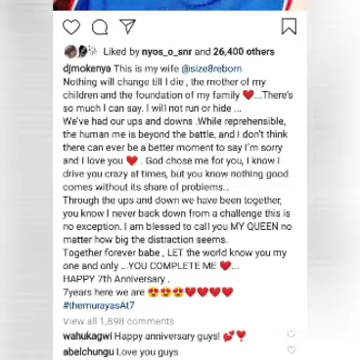 Liked by nyos_o_snr and 26,400 others
djmokenya This is my wife @size8reborn
Nothing will change till I die , the mother of my
children and the foundation of my family ❤️...There's
so much I can say. I will not run or hide ...
We've had our ups and downs .While reprehensible,
the human me is beyond the battle, and I don't think
there can ever be a better moment to say I'm sorry
and I love you ❤️ . God chose me for you, I know I
drive you crazy at times, but you know nothing good
comes without its share of problems...
Through the ups and down we have been together,
you know I never back down from a challenge this is
no exception. I am blessed to call you MY QUEEN no
matter how big the distraction seems.
Together forever babe , LET the world know you my
one and only ...YOU COMPLETE ME ❤️...
HAPPY 7th Anniversary .
7years here we are 😍😍😍❤️❤️❤️❤️
#themurayasAt7
View all 1,898 comments
wahukagwi Happy anniversary guys! 💕❤️
abelchungu Love you guys